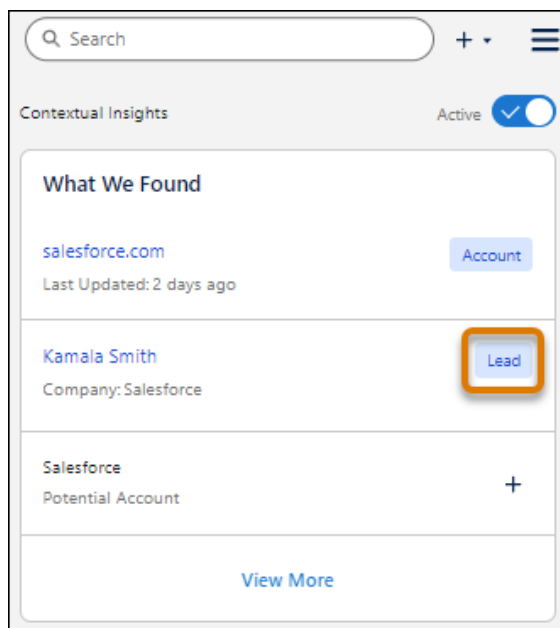 Search
Contextual Insights
Active
What We Found
salesforce.com
Account
Last Updated: 2 days ago
Kamala Smith
Lead
Company: Salesforce
Salesforce
Potential Account
View More